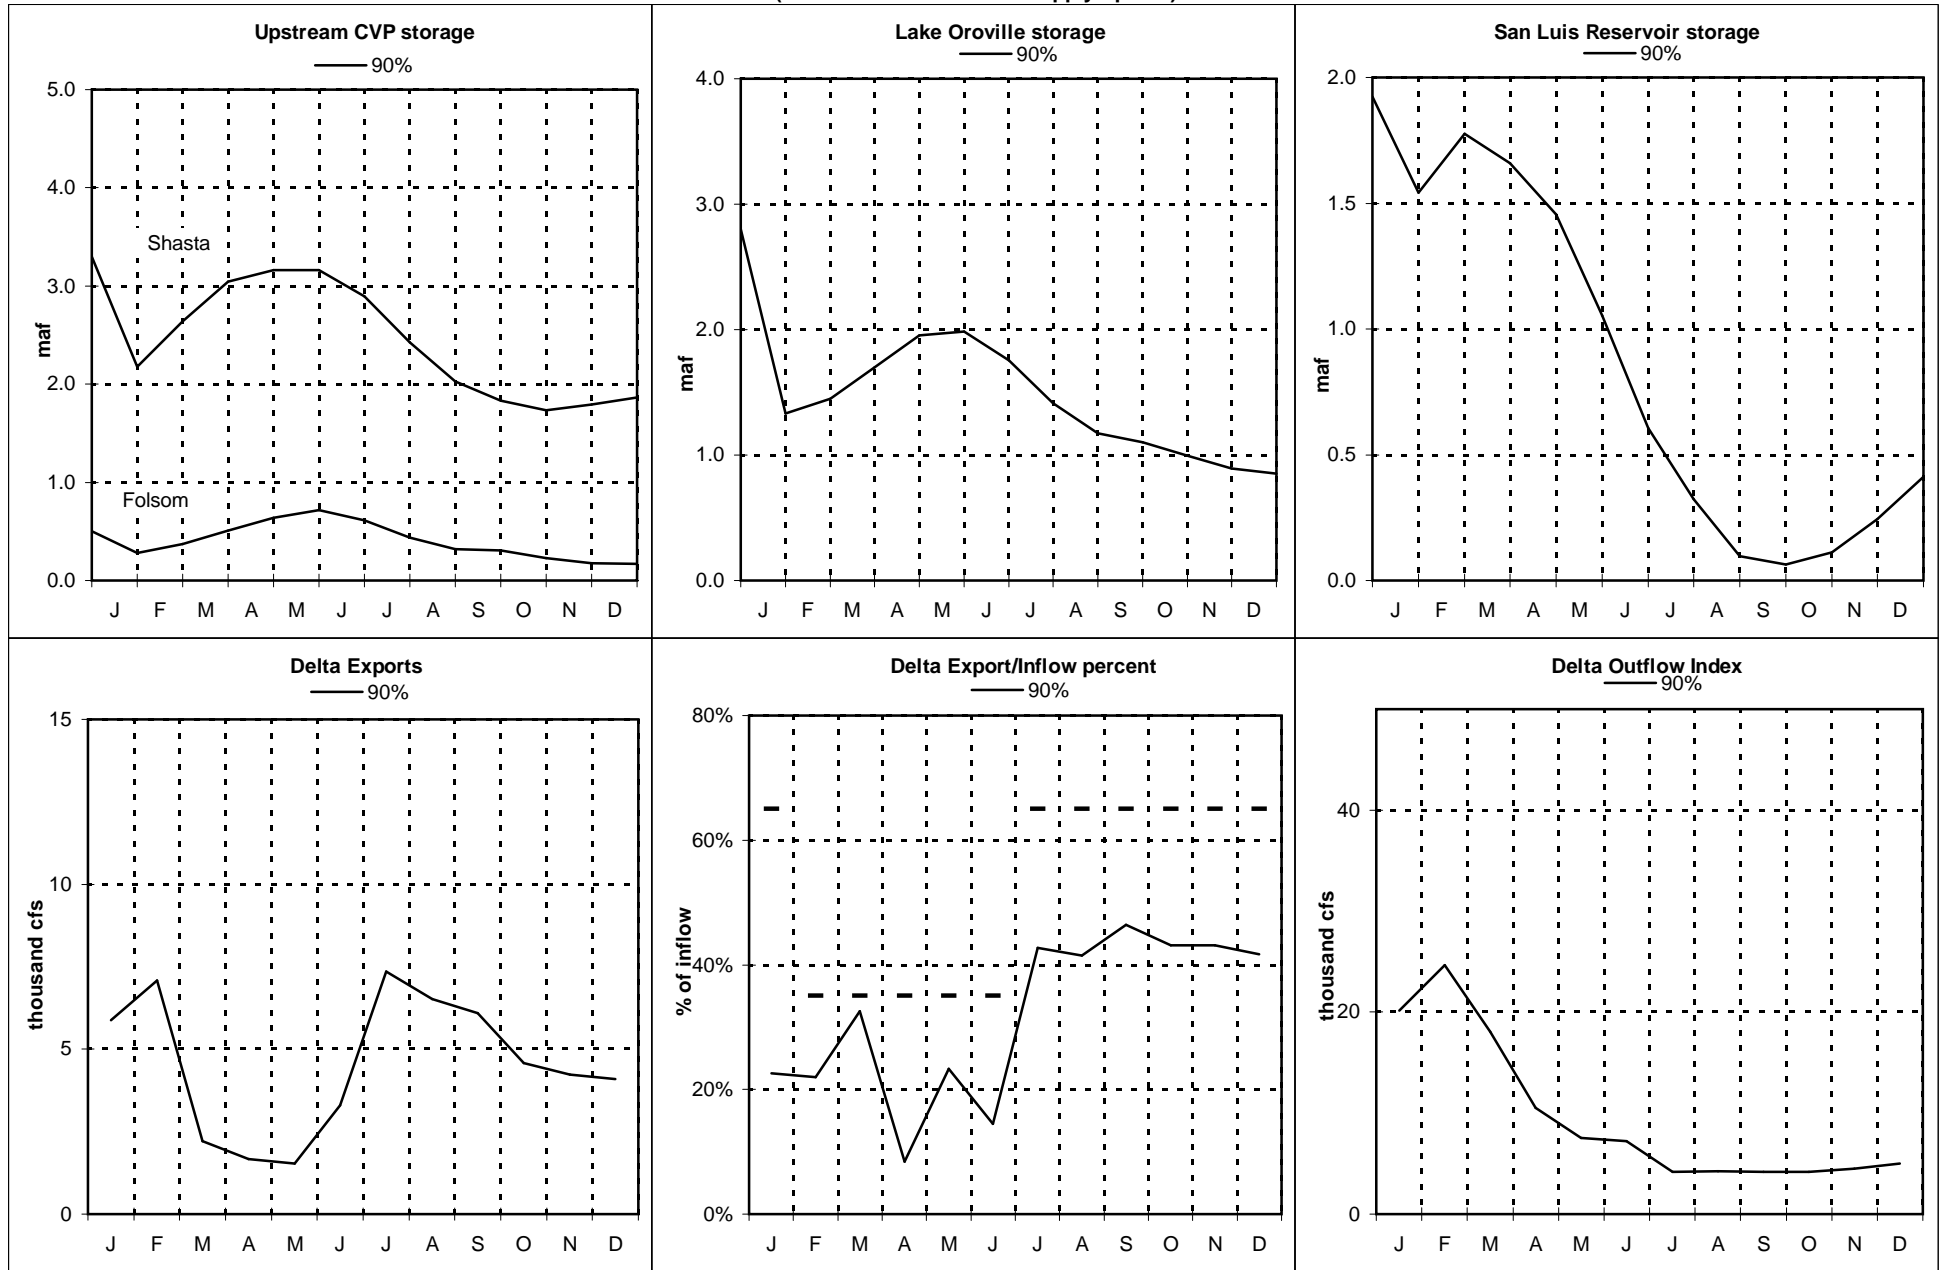 Upstream CVP storage
90%
5.0
4.0
3.0
2.0
1.0
0.0
maf
Shasta
Folsom
J F M A M J J A S O N D
Lake Oroville storage
90%
4.0
3.0
2.0
1.0
0.0
maf
J F M A M J J A S O N D
San Luis Reservoir storage
90%
2.0
1.5
1.0
0.5
0.0
maf
J F M A M J J A S O N D
Delta Exports
90%
15
10
5
0
thousand cfs
J F M A M J J A S O N D
Delta Export/Inflow percent
90%
80%
60%
40%
20%
0%
% of inflow
J F M A M J J A S O N D
Delta Outflow Index
90%
40
20
0
thousand cfs
J F M A M J J A S O N D